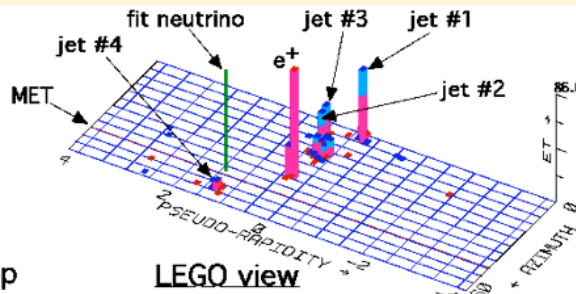 fit neutrino
jet #3
jet #1
jet #4
e+
jet #2
MET
86.
ET
4
2
0
-2
PSEUDO-RAPIDITY
0
AZIMUTH
p
LEGO view